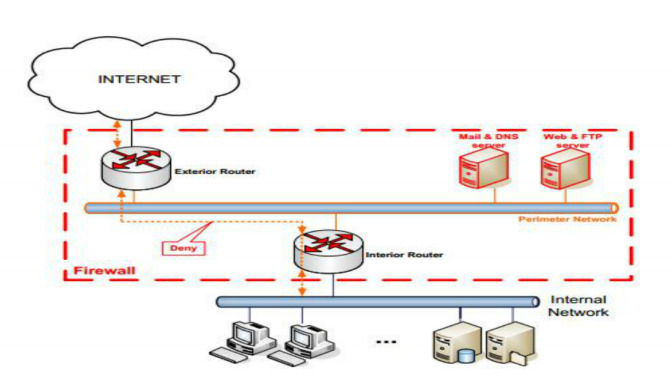 INTERNET
Mail & DNS
server
Web & FTP
server
Exterior Router
Perimeter Network
Deny
Interior Router
Firewall
Internal
Network
...